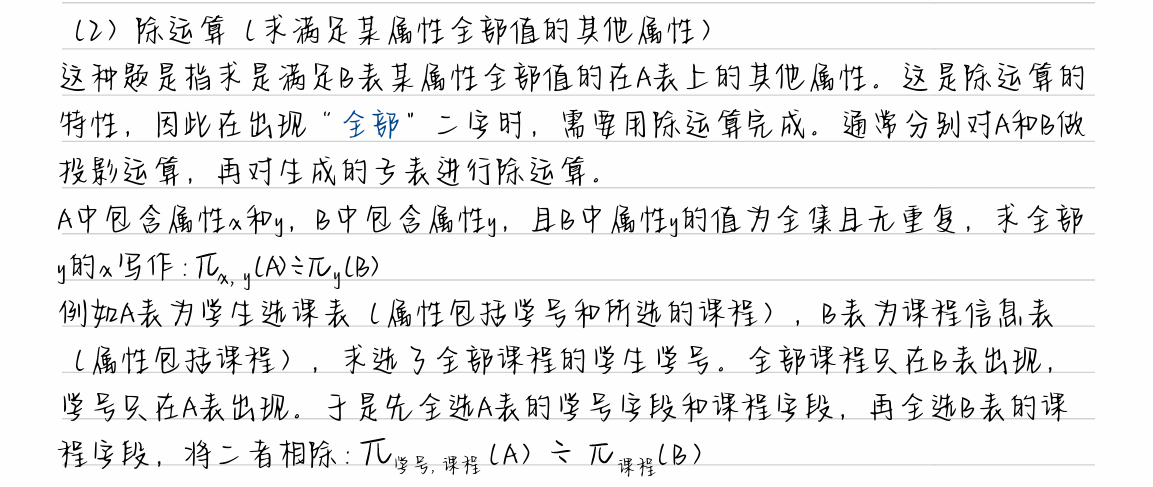 （2）除运算（求满足某属性全部值的其他属性）
这种题是指求是满足B表某属性全部值的在A表上的其他属性。这是除运算的
特性，因此在出现“全部”二字时，需要用除运算完成。通常分别对A和B做
投影运算，再对生成的亏表进行除运算。
A中包含属性x和y，B中包含属性y，且B中属性y的值为全集且无重复，求全部
y的x写作：π_{x, y}(A)÷π_y(B)
例如A表为学生选课表（属性包括学号和所选的课程），B表为课程信息表
（属性包括课程），求选了全部课程的学生学号。全部课程只在B表出现，
学号只在A表出现。于是先全选A表的学号字段和课程字段，再全选B表的课
程字段，将二者相除：π_{学号, 课程}(A) ÷ π_{课程}(B)